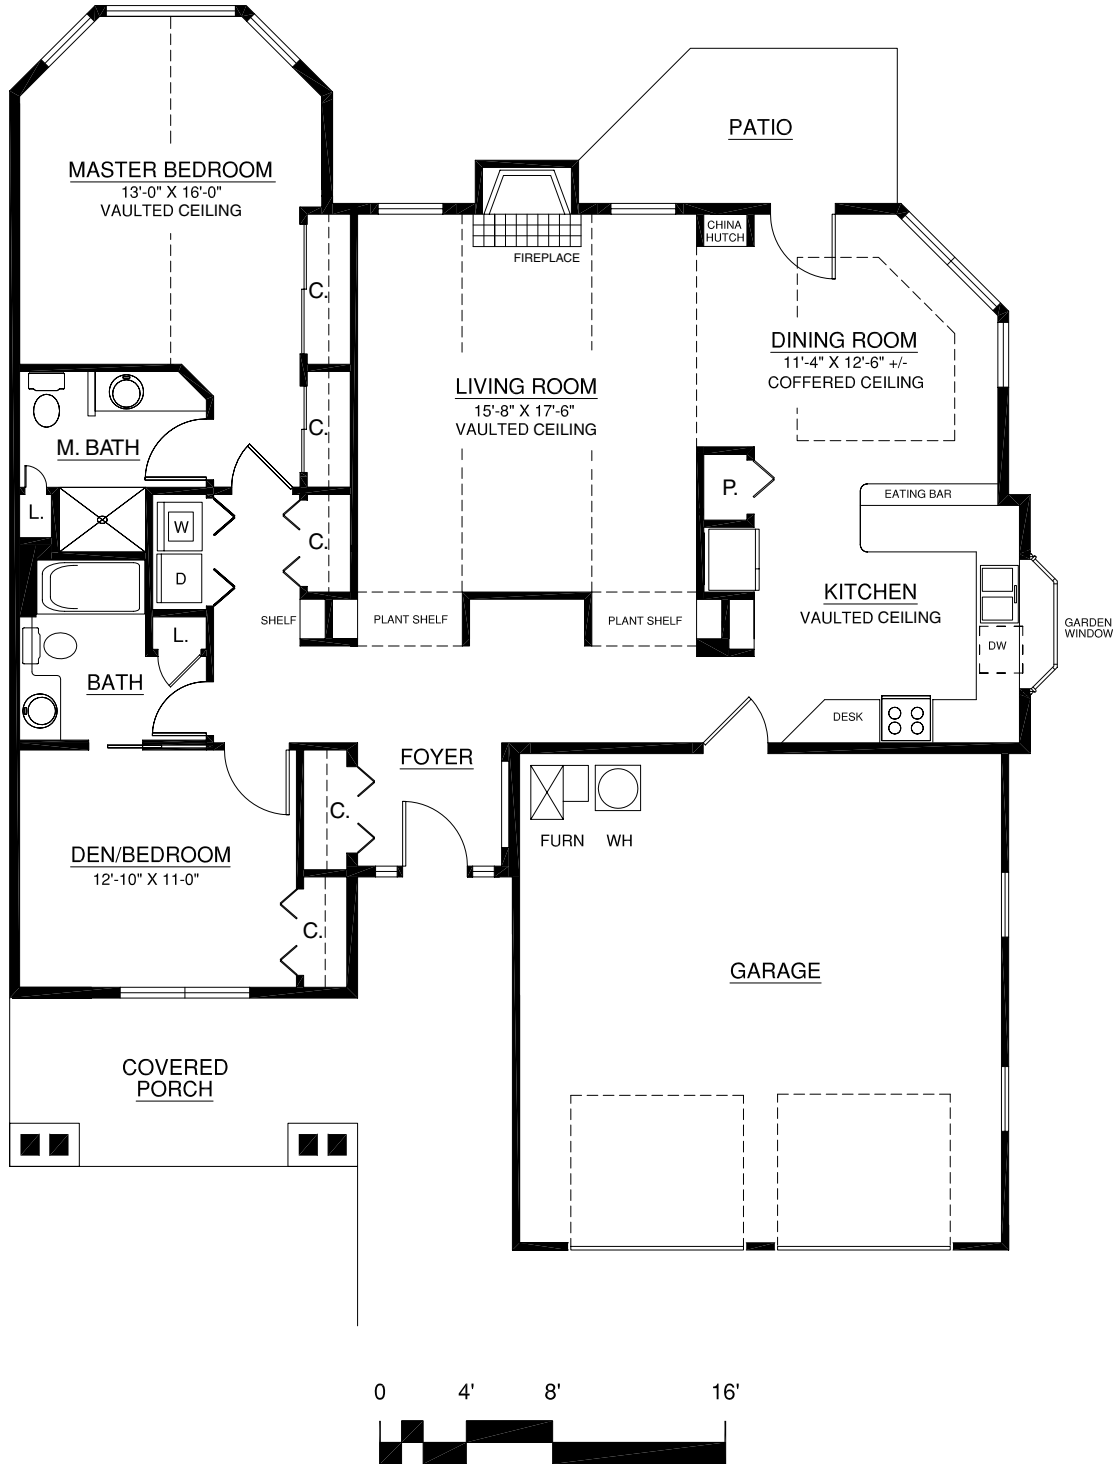 PATIO
MASTER BEDROOM
13'-0" X 16'-0"
VAULTED CEILING
CHINA
HUTCH
FIREPLACE
C.
DINING ROOM
11'-4" X 12'-6" +/-
COFFERED CEILING
LIVING ROOM
15'-8" X 17'-6"
VAULTED CEILING
C.
M. BATH
P.
EATING BAR
L.
W
C.
D
KITCHEN
VAULTED CEILING
SHELF
PLANT SHELF
PLANT SHELF
GARDEN
WINDOW
L.
DW
BATH
DESK
FOYER
C.
FURN
WH
DEN/BEDROOM
12'-10" X 11-0"
C.
GARAGE
COVERED
PORCH
0 4' 8' 16'